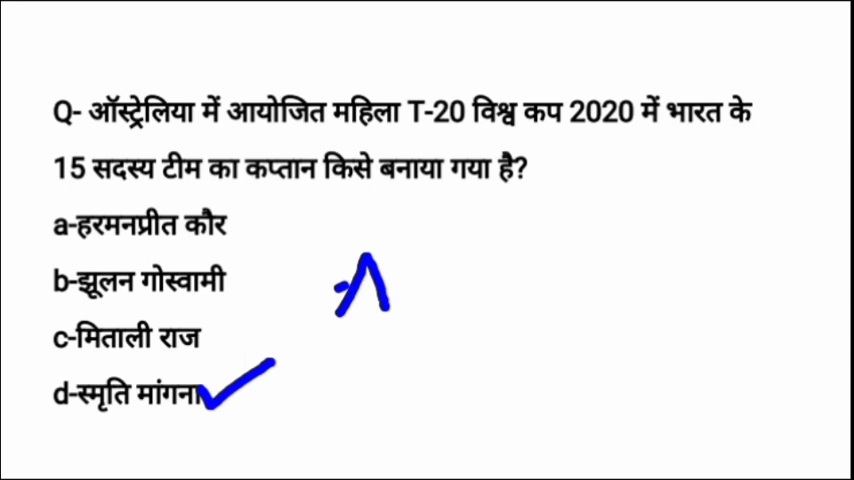 Q- ऑस्ट्रेलिया में आयोजित महिला T-20 विश्व कप 2020 में भारत के
15 सदस्य टीम का कप्तान किसे बनाया गया है?
a-हरमनप्रीत कौर
b-झूलन गोस्वामी
c-मिताली राज
d-स्मृति मांगना